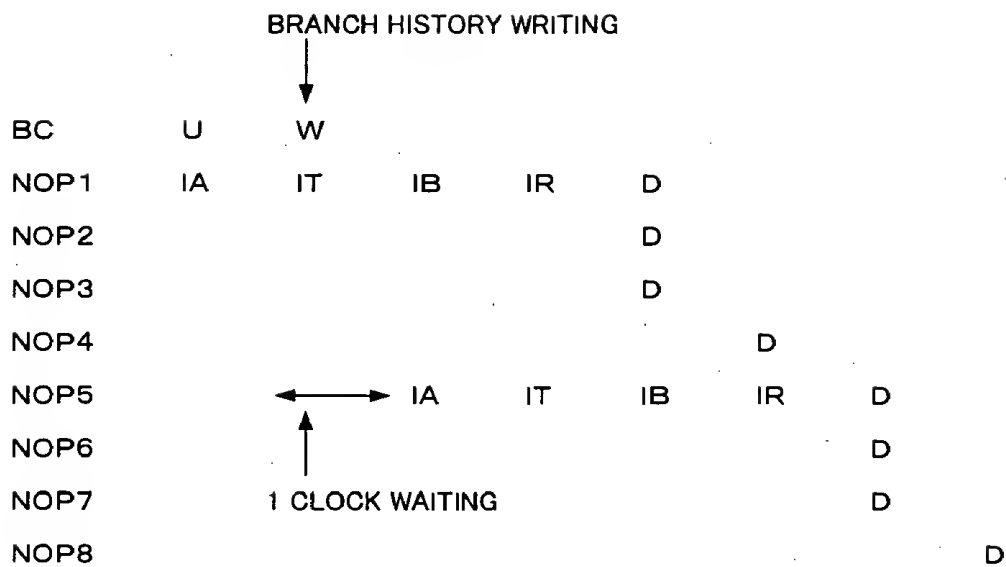 BRANCH HISTORY WRITING
BC U W
NOP1 IA IT IB IR D
NOP2 D
NOP3 D
NOP4 D
NOP5 IA IT IB IR D
NOP6 D
NOP7 1 CLOCK WAITING D
NOP8 D